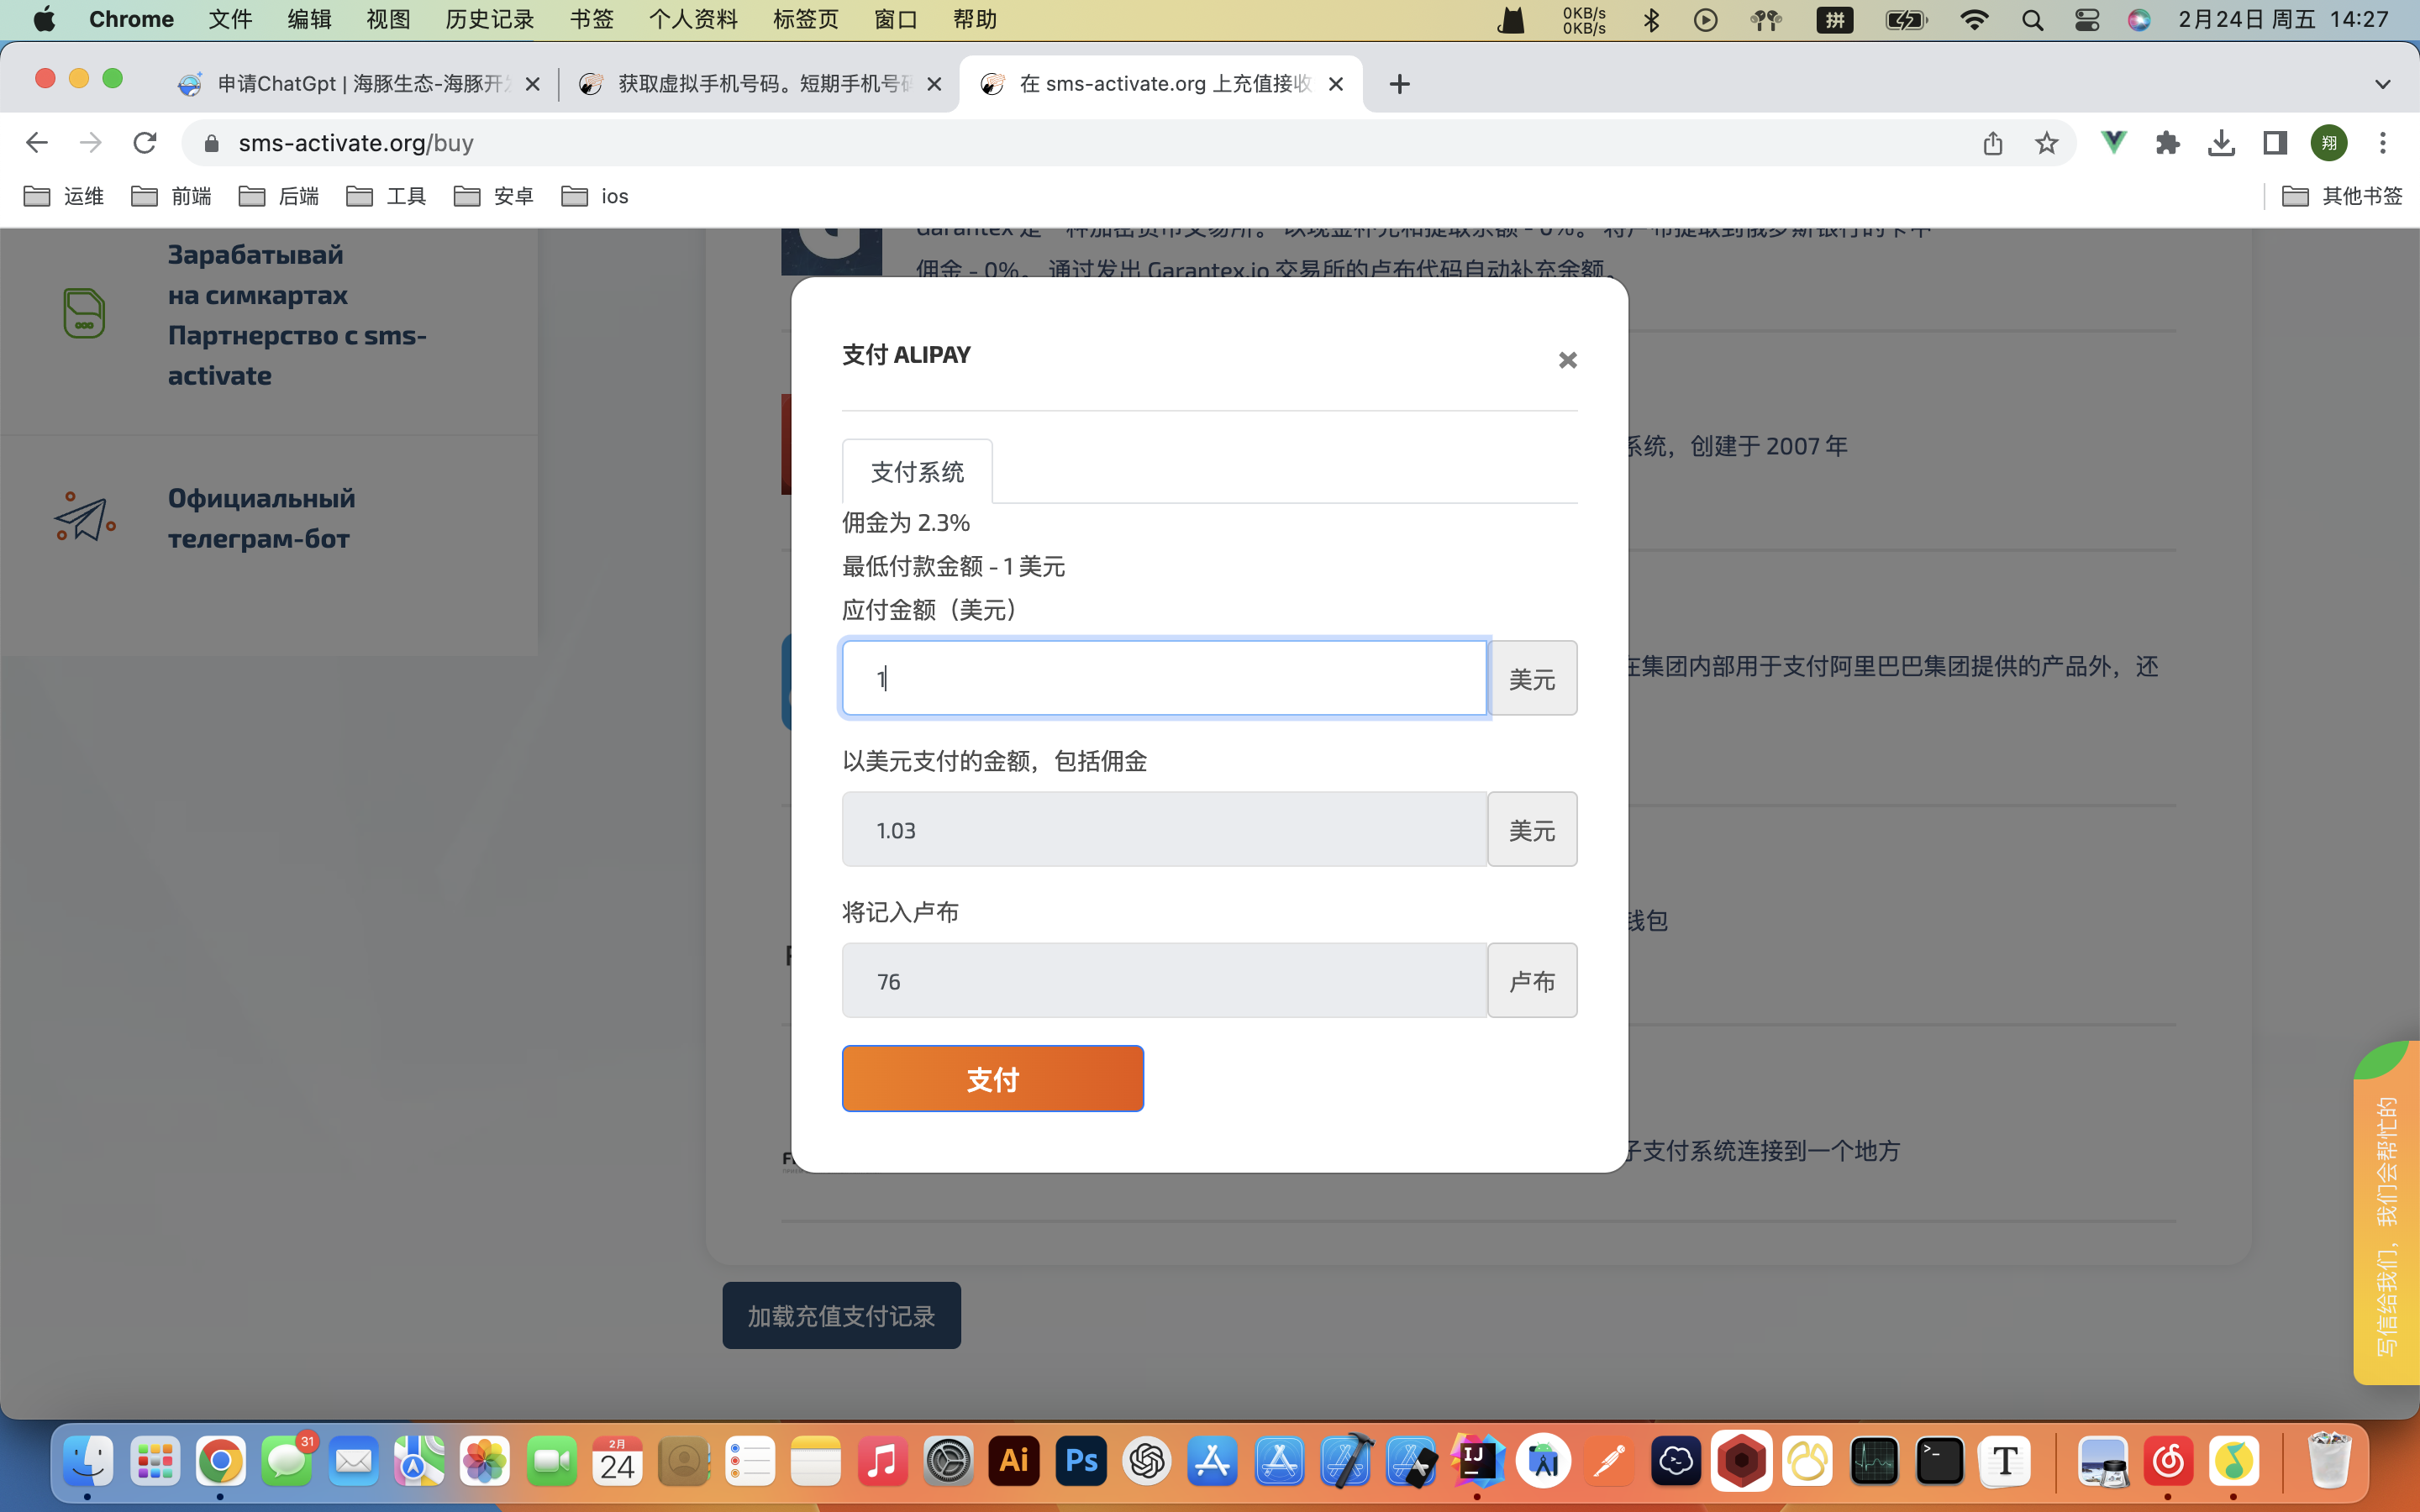 Chrome 文件 编辑 视图 历史记录 书签 个人资料 标签页 窗口 帮助
0KB/s
0KB/s
拼
2月24日 周五 14:27
申请ChatGpt | 海豚生态-海豚开
获取虚拟手机号码。短期手机号码
在 sms-activate.org 上充值接收
sms-activate.org/buy
翔
运维 前端 后端 工具 安卓 ios 其他书签
Зарабатывай
на симкартах
Партнерство с sms-
activate
Официальный
телеграм-бот
佣金 - 0%。 通过发出 Garantex.io 交易所的卢布代码自动补充余额。
系统，创建于 2007 年
在集团内部用于支付阿里巴巴集团提供的产品外，还
钱包
子支付系统连接到一个地方
支付 ALIPAY
支付系统
佣金为 2.3%
最低付款金额 - 1 美元
应付金额（美元）
1 美元
以美元支付的金额，包括佣金
1.03 美元
将记入卢布
76 卢布
支付
加载充值支付记录
写信给我们，我们会帮忙的
31
2月
24
Ai
Ps
IJ
T